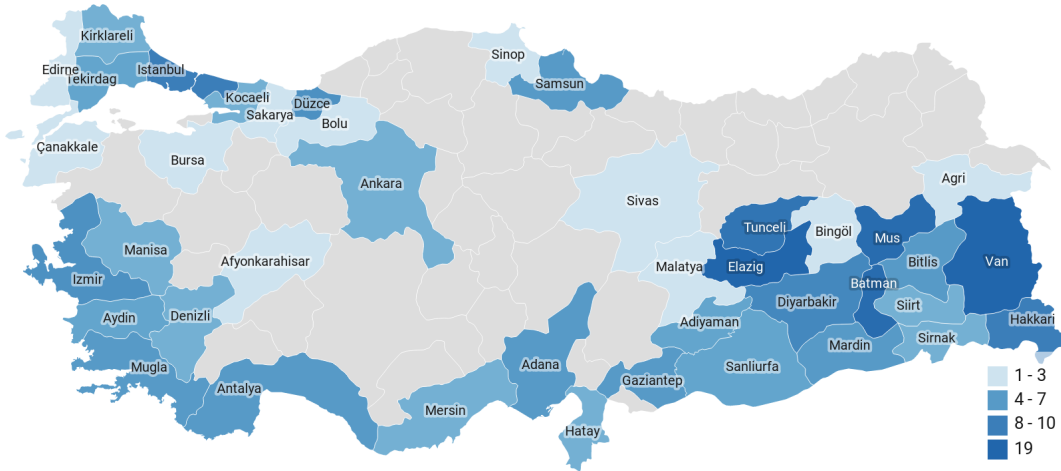 Kirklareli
Edirne
Tekirdag
Istanbul
Kocaeli
Sakarya
Düzce
Bolu
Sinop
Samsun
Çanakkale
Bursa
Ankara
Sivas
Agri
Manisa
Afyonkarahisar
Izmir
Aydin
Denizli
Mugla
Antalya
Mersin
Adana
Hatay
Gaziantep
Malatya
Adiyaman
Sanliurfa
Tunceli
Elazig
Bingöl
Mus
Bitlis
Van
Batman
Diyarbakir
Siirt
Mardin
Sirnak
Hakkari
1 - 3
4 - 7
8 - 10
19